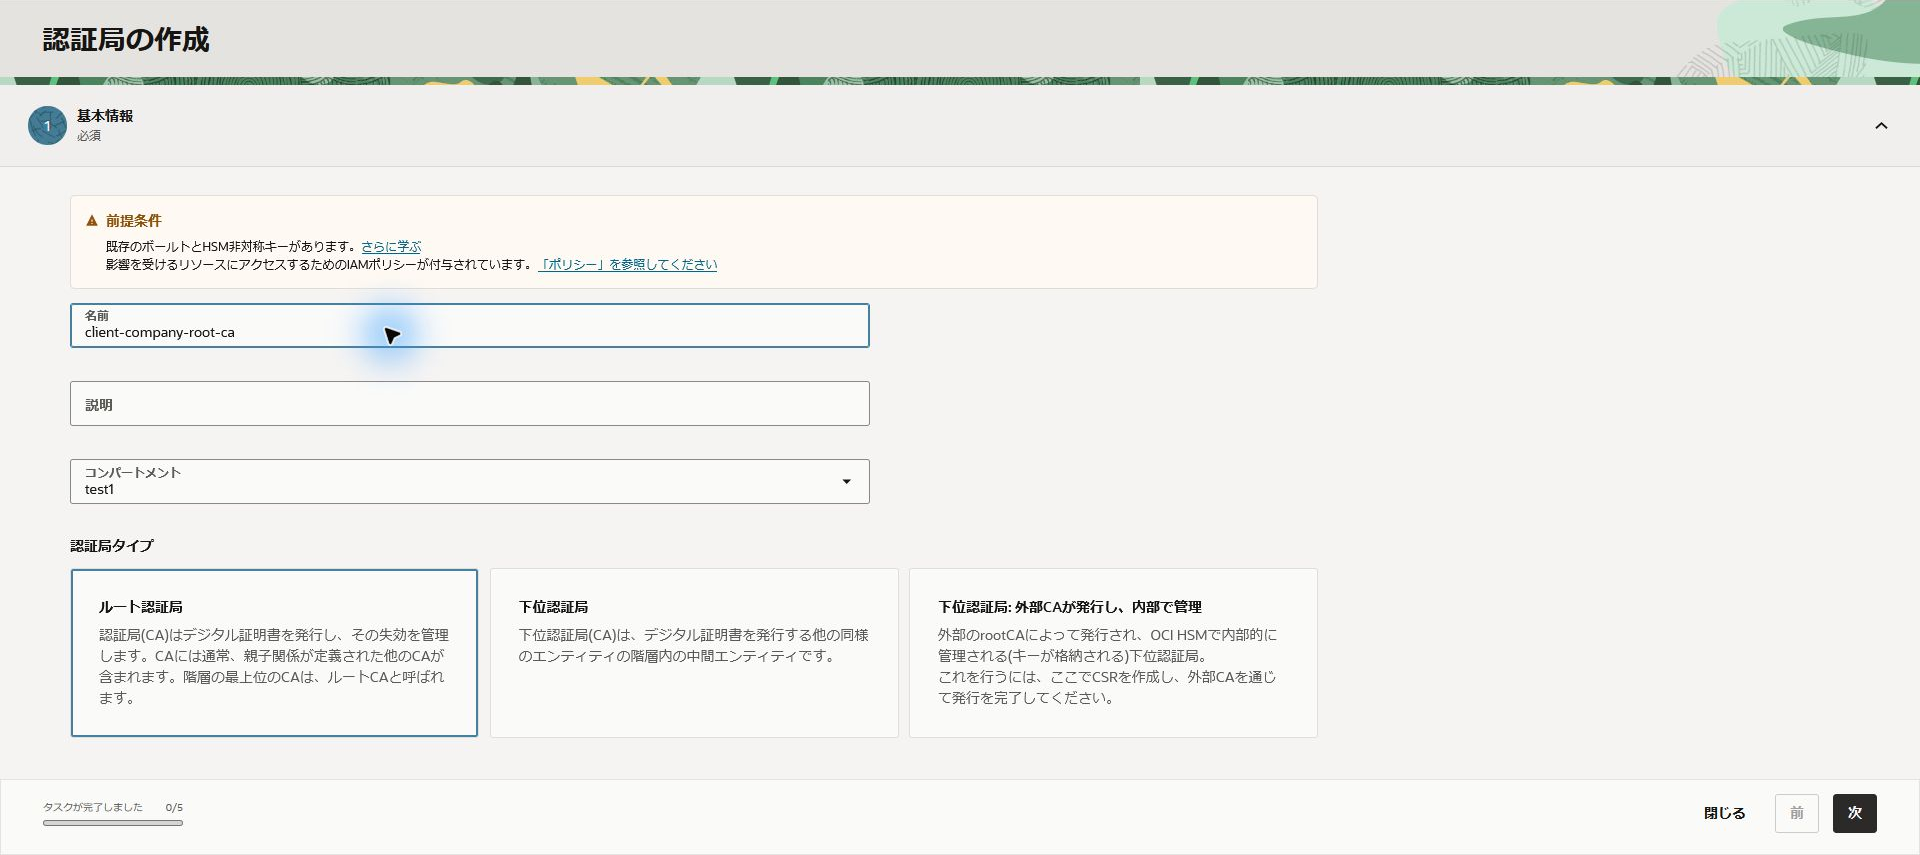 認証局の作成
1
基本情報
必須
前提条件
既存のボールトとHSM非対称キーがあります。さらに学ぶ
影響を受けるリソースにアクセスするためのIAMポリシーが付与されています。「ポリシー」を参照してください
名前
client-company-root-ca
説明
コンパートメント
test1
認証局タイプ
ルート認証局
認証局(CA)はデジタル証明書を発行し、その失効を管理
します。CAには通常、親子関係が定義された他のCAが
含まれます。階層の最上位のCAは、ルートCAと呼ばれ
ます。
下位認証局
下位認証局(CA)は、デジタル証明書を発行する他の同様
のエンティティの階層内の中間エンティティです。
下位認証局: 外部CAが発行し、内部で管理
外部のrootCAによって発行され、OCI HSMで内部的に
管理される(キーが格納される)下位認証局。
これを行うには、ここでCSRを作成し、外部CAを通じ
て発行を完了してください。
タスクが完了しました 0/5
閉じる
前
次